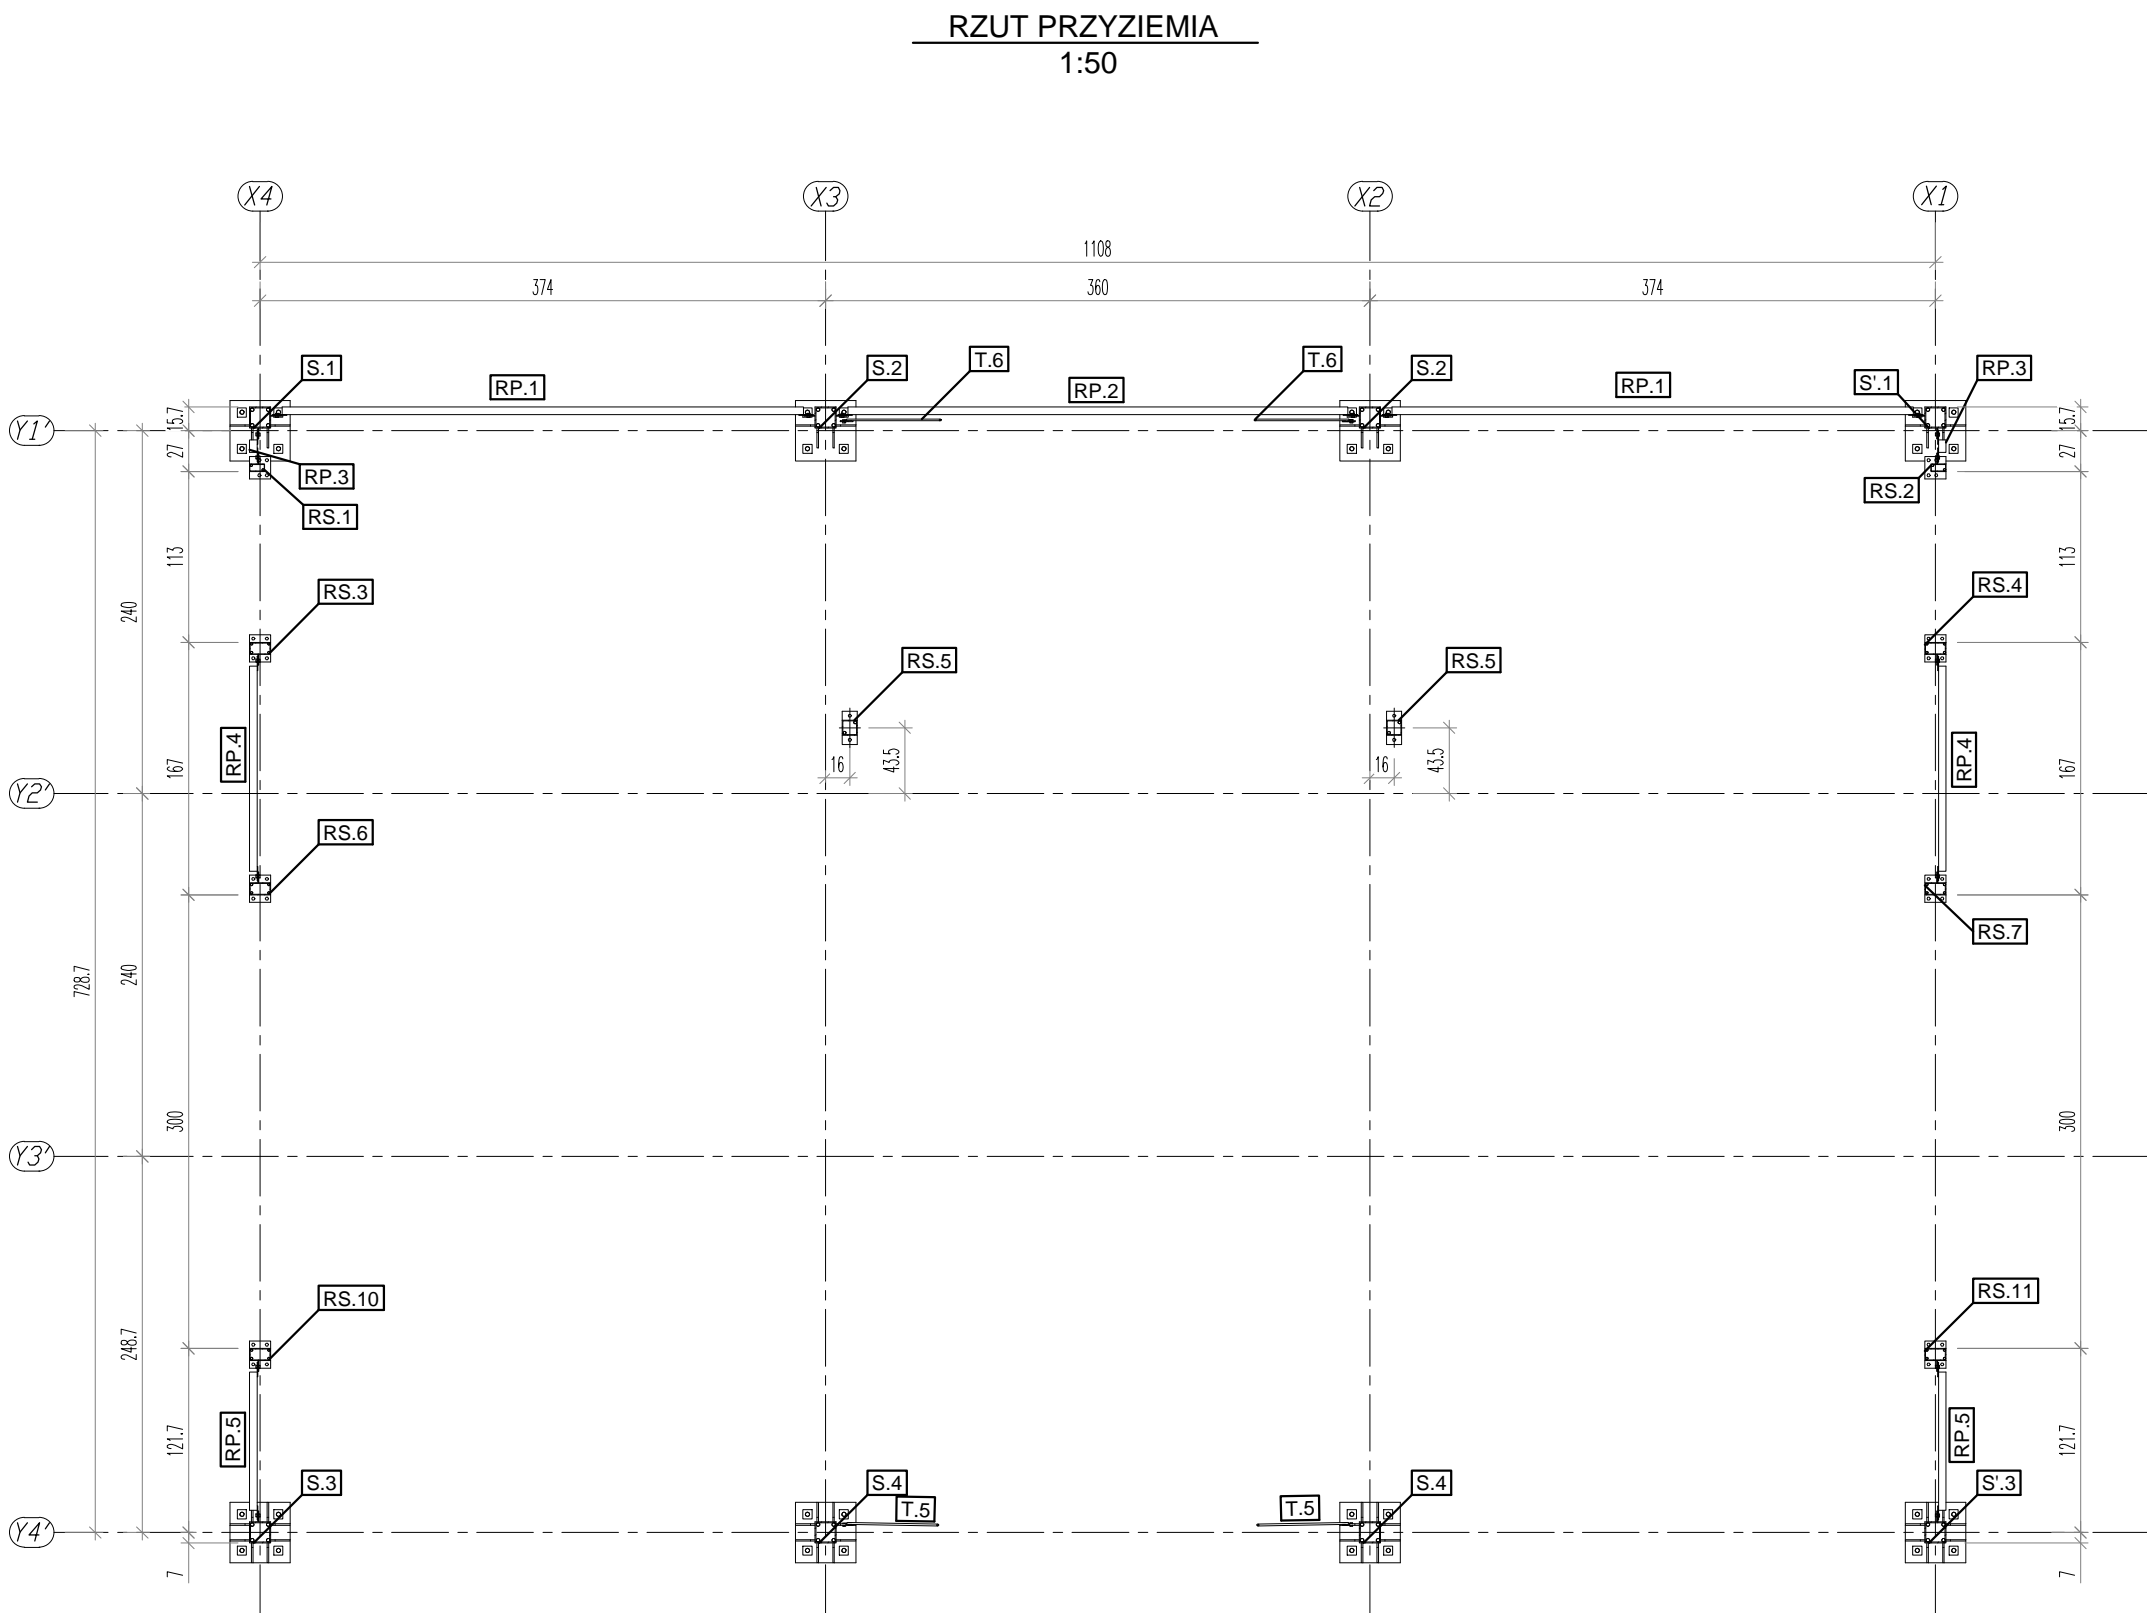 RZUT PRZYZIEMIA
1:50
X4
X3
X2
X1
1108
374
360
374
S.1
RP.1
S.2
T.6
RP.2
T.6
S.2
RP.1
S'.1
RP.3
15.7
15.7
Y1'
27
27
RP.3
RS.2
RS.1
113
113
RS.3
RS.4
240
RS.5
RS.5
RP.4
167
16
43.5
16
43.5
RP.4
167
Y2'
RS.6
RS.7
728.7
240
300
300
Y3'
RS.10
RS.11
248.7
RP.5
121.7
RP.5
121.7
S.3
S.4
T.5
T.5
S.4
S'.3
Y4'
7
7